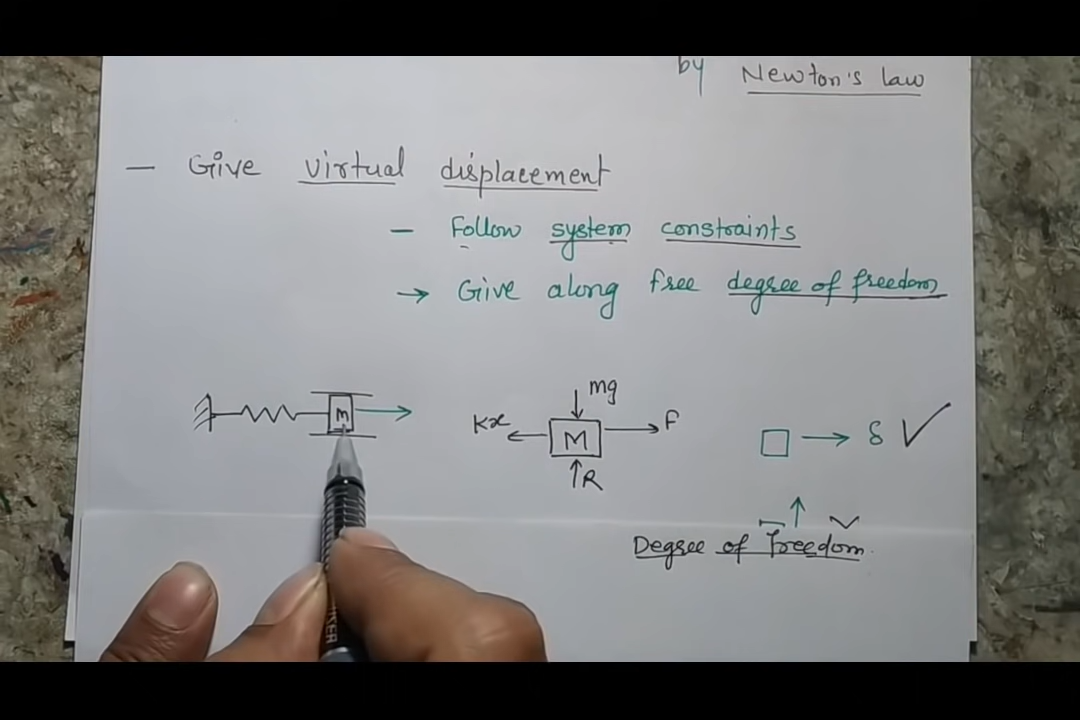 by Newton's law
— Give virtual displacement
— Follow system constraints
→ Give along free degree of freedom
m
mg
Kx
M
F
R
→ δ ✓
Degree of freedom.